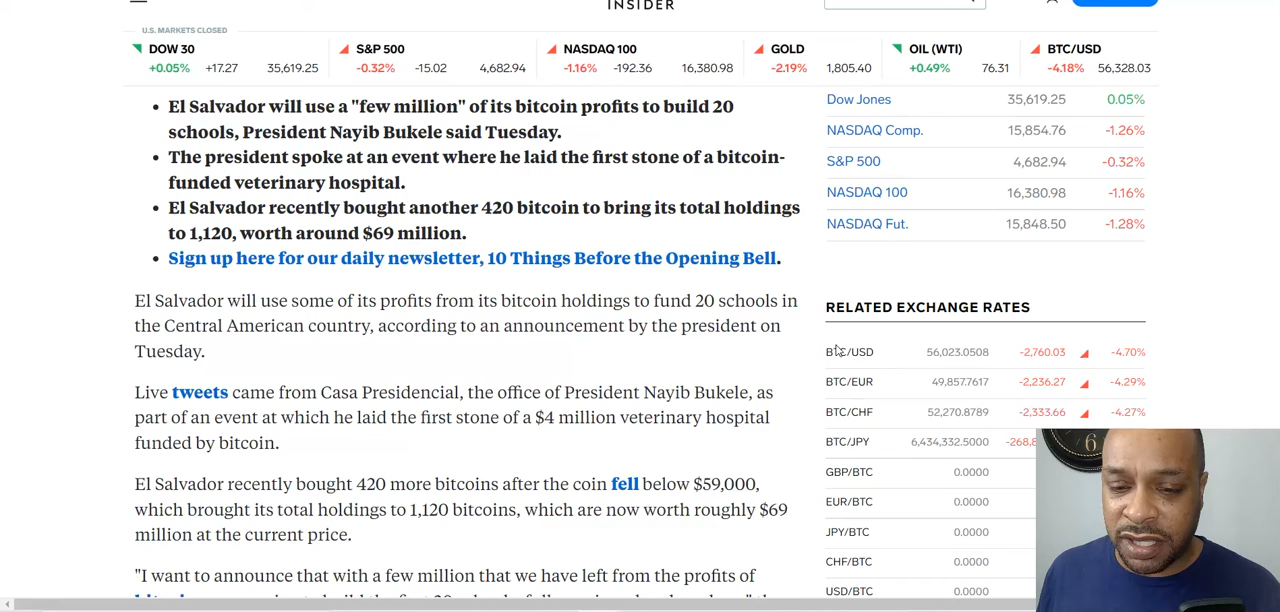 INSIDER
U.S. MARKETS CLOSED
DOW 30
+0.05% +17.27 35,619.25
S&P 500
-0.32% -15.02 4,682.94
NASDAQ 100
-1.16% -192.36 16,380.98
GOLD
-2.19% 1,805.40
OIL (WTI)
+0.49% 76.31
BTC/USD
-4.18% 56,328.03
• El Salvador will use a "few million" of its bitcoin profits to build 20
schools, President Nayib Bukele said Tuesday.
• The president spoke at an event where he laid the first stone of a bitcoin-
funded veterinary hospital.
• El Salvador recently bought another 420 bitcoin to bring its total holdings
to 1,120, worth around $69 million.
• Sign up here for our daily newsletter, 10 Things Before the Opening Bell.
El Salvador will use some of its profits from its bitcoin holdings to fund 20 schools in
the Central American country, according to an announcement by the president on
Tuesday.
Live tweets came from Casa Presidencial, the office of President Nayib Bukele, as
part of an event at which he laid the first stone of a $4 million veterinary hospital
funded by bitcoin.
El Salvador recently bought 420 more bitcoins after the coin fell below $59,000,
which brought its total holdings to 1,120 bitcoins, which are now worth roughly $69
million at the current price.
"I want to announce that with a few million that we have left from the profits of
Dow Jones 35,619.25 0.05%
NASDAQ Comp. 15,854.76 -1.26%
S&P 500 4,682.94 -0.32%
NASDAQ 100 16,380.98 -1.16%
NASDAQ Fut. 15,848.50 -1.28%
RELATED EXCHANGE RATES
BTC/USD 56,023.0508 -2,760.03 -4.70%
BTC/EUR 49,857.7617 -2,236.27 -4.29%
BTC/CHF 52,270.8789 -2,333.66 -4.27%
BTC/JPY 6,434,332.5000
GBP/BTC 0.0000
EUR/BTC 0.0000
JPY/BTC 0.0000
CHF/BTC 0.0000
USD/BTC 0.0000
6